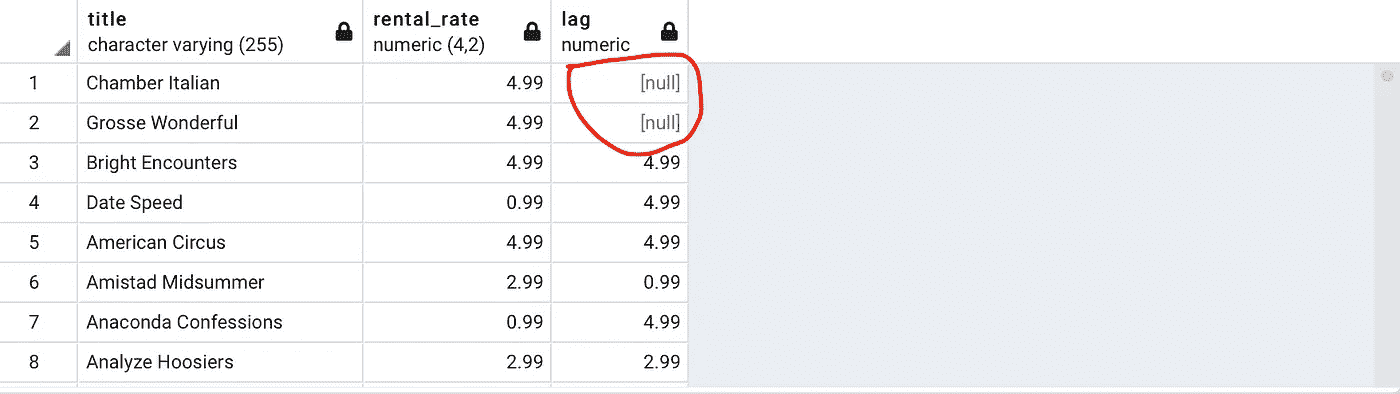 title rental_rate lag
character varying (255) numeric (4,2) numeric
1 Chamber Italian 4.99 [null]
2 Grosse Wonderful 4.99 [null]
3 Bright Encounters 4.99 4.99
4 Date Speed 0.99 4.99
5 American Circus 4.99 4.99
6 Amistad Midsummer 2.99 0.99
7 Anaconda Confessions 0.99 4.99
8 Analyze Hoosiers 2.99 2.99